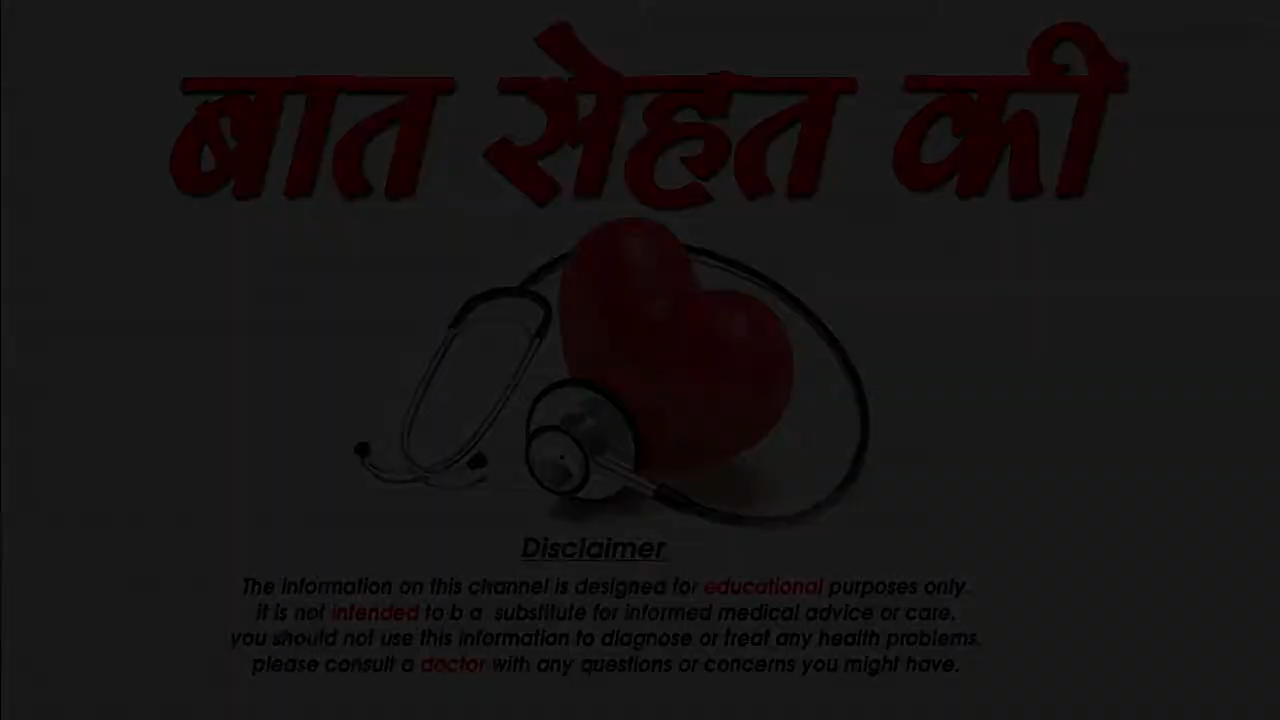 बात सेहत की
Disclaimer
The information on this channel is designed for educational purposes only.
it is not intended to b a substitute for informed medical advice or care.
you should not use this information to diagnose or treat any health problems.
please consult a doctor with any questions or concerns you might have.